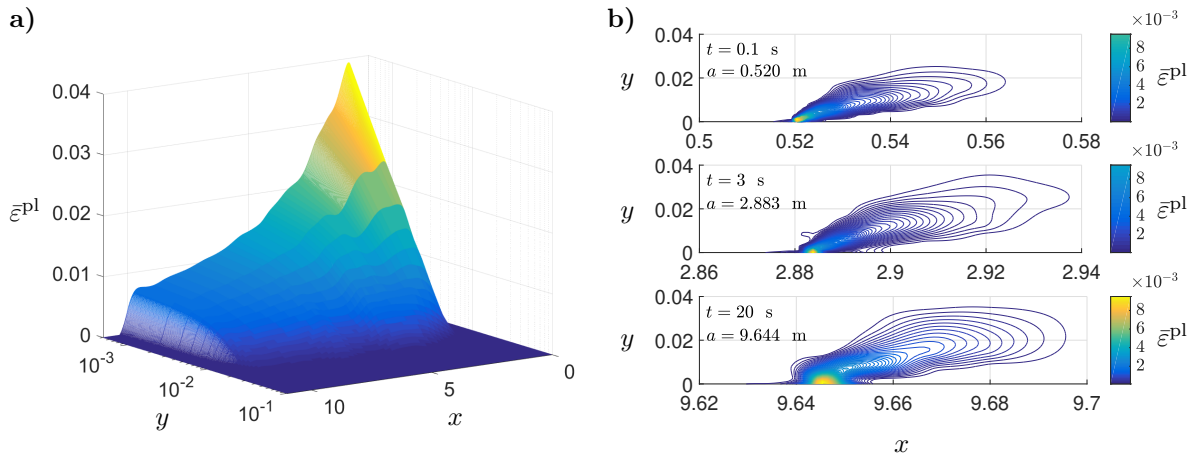 a)
0.04
0.03
0.02
0.01
0
ε̄ᵖˡ
10⁻³
10⁻²
10⁻¹
y
10
5
0
x
b)
×10⁻³
0.04
0.02
0
y
t = 0.1 s
a = 0.520 m
0.5 0.52 0.54 0.56 0.58
8
6
4
2
ε̄ᵖˡ
×10⁻³
0.04
0.02
0
y
t = 3 s
a = 2.883 m
2.86 2.88 2.9 2.92 2.94
8
6
4
2
ε̄ᵖˡ
×10⁻³
0.04
0.02
0
y
t = 20 s
a = 9.644 m
9.62 9.64 9.66 9.68 9.7
8
6
4
2
ε̄ᵖˡ
x